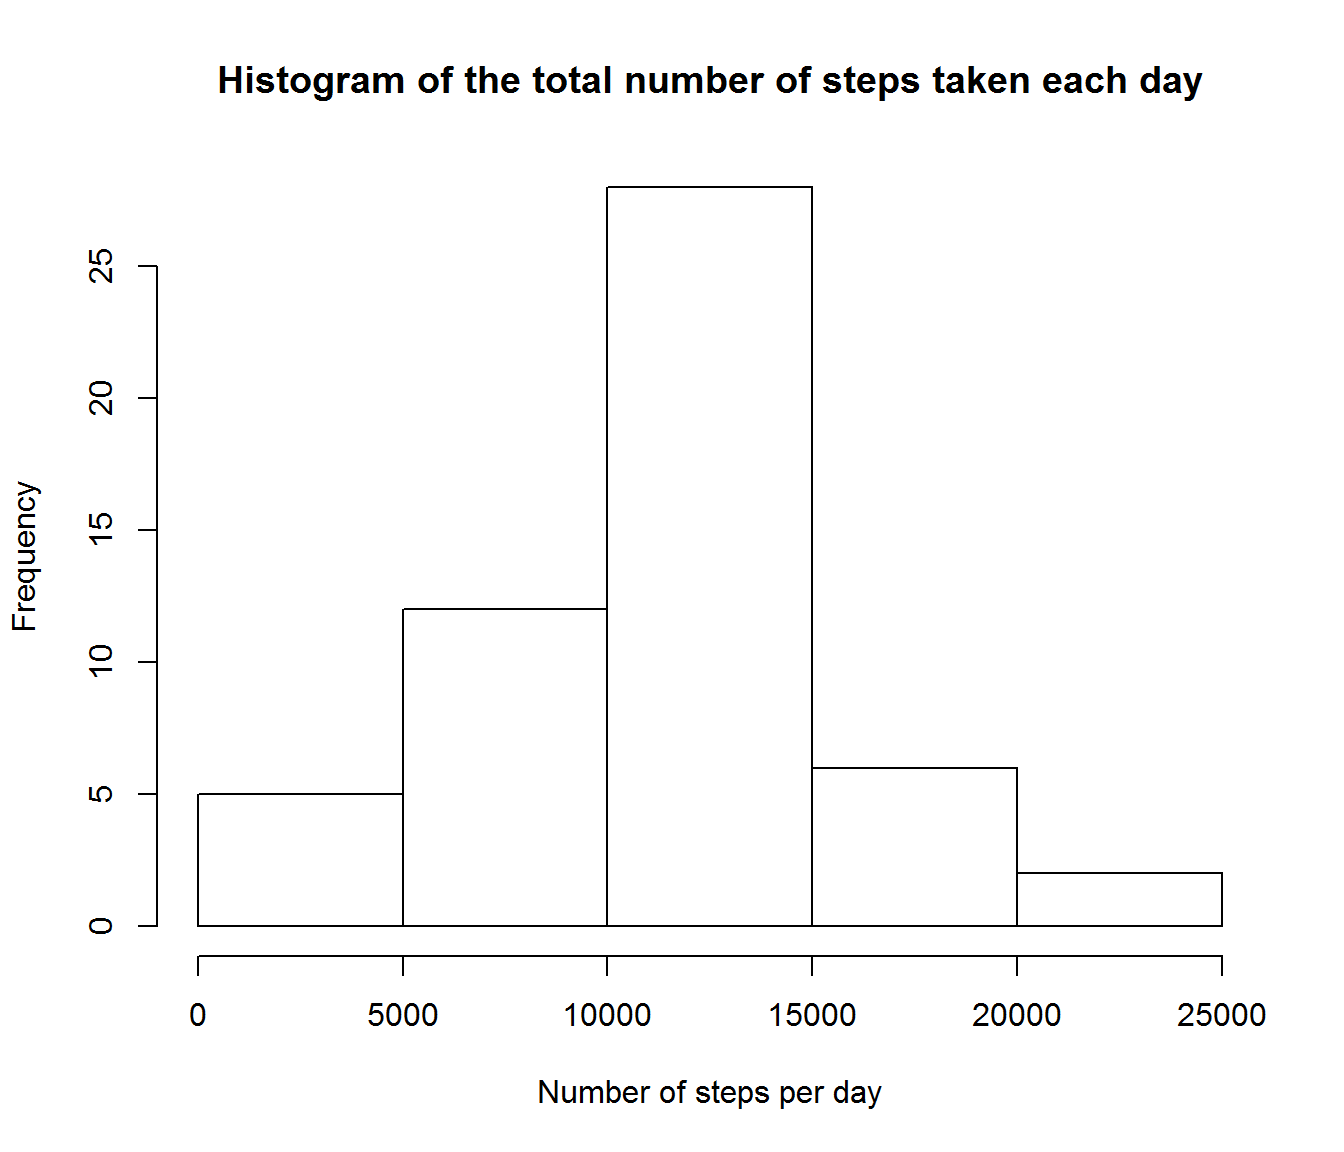 Histogram of the total number of steps taken each day
25
20
15
10
5
0
Frequency
0 5000 10000 15000 20000 25000
Number of steps per day